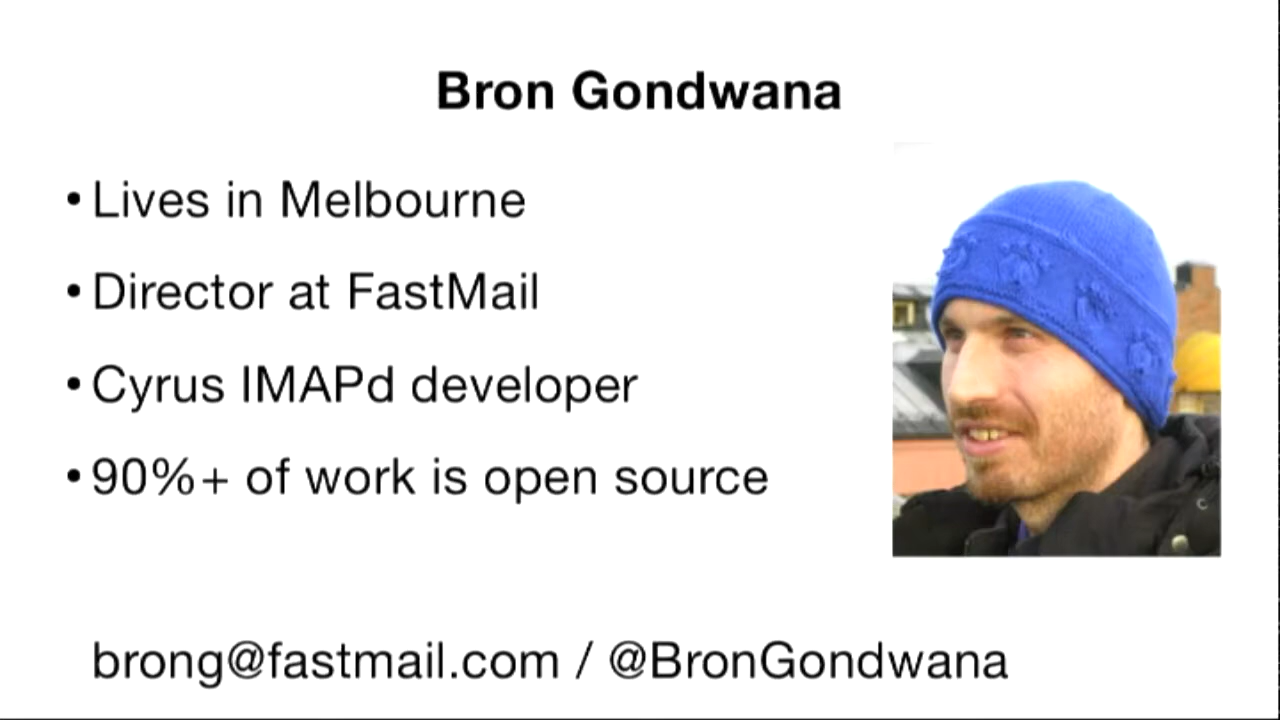 Bron Gondwana
• Lives in Melbourne
• Director at FastMail
• Cyrus IMAPd developer
• 90%+ of work is open source
brong@fastmail.com / @BronGondwana